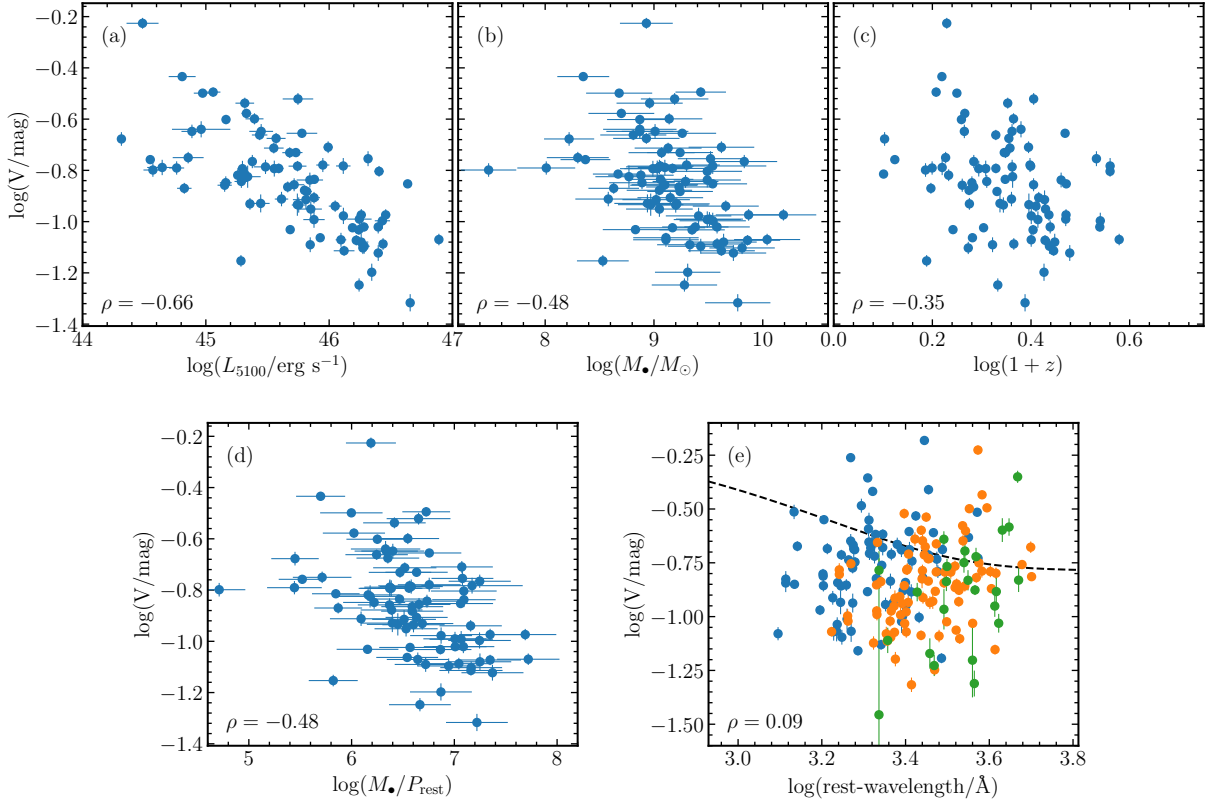 (a)
(b)
(c)
log(V/mag)
−0.2
−0.4
−0.6
−0.8
−1.0
−1.2
−1.4
ρ = −0.66
ρ = −0.48
ρ = −0.35
44 45 46 47
8 9 10
0.0 0.2 0.4 0.6
log(L₅₁₀₀/erg s⁻¹)
log(M●/M⊙)
log(1 + z)
(d)
log(V/mag)
−0.2
−0.4
−0.6
−0.8
−1.0
−1.2
−1.4
ρ = −0.48
5 6 7 8
log(M●/P_rest)
(e)
log(V/mag)
−0.25
−0.50
−0.75
−1.00
−1.25
−1.50
ρ = 0.09
3.0 3.2 3.4 3.6 3.8
log(rest-wavelength/Å)